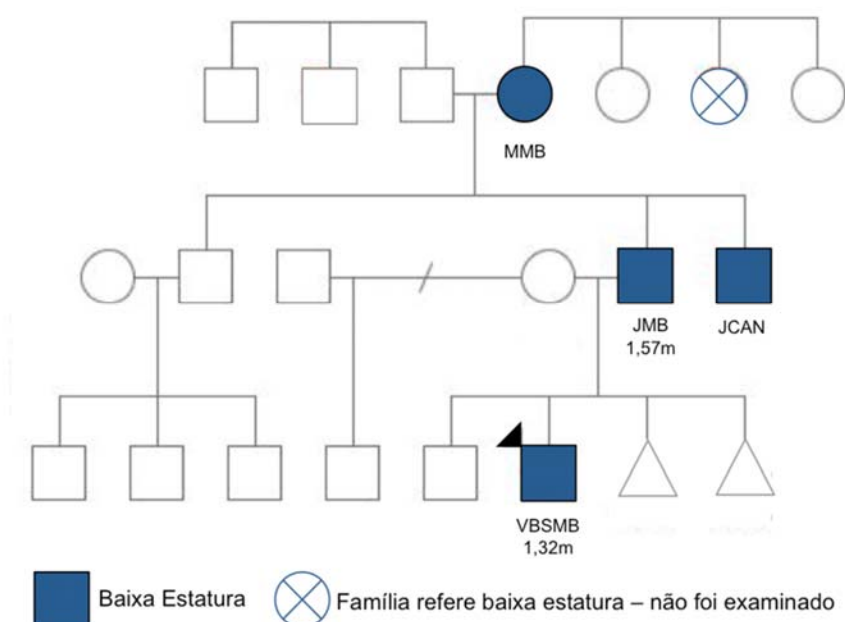 MMB
JMB
1,57m
JCAN
VBSMB
1,32m
Baixa Estatura
Família refere baixa estatura – não foi examinado